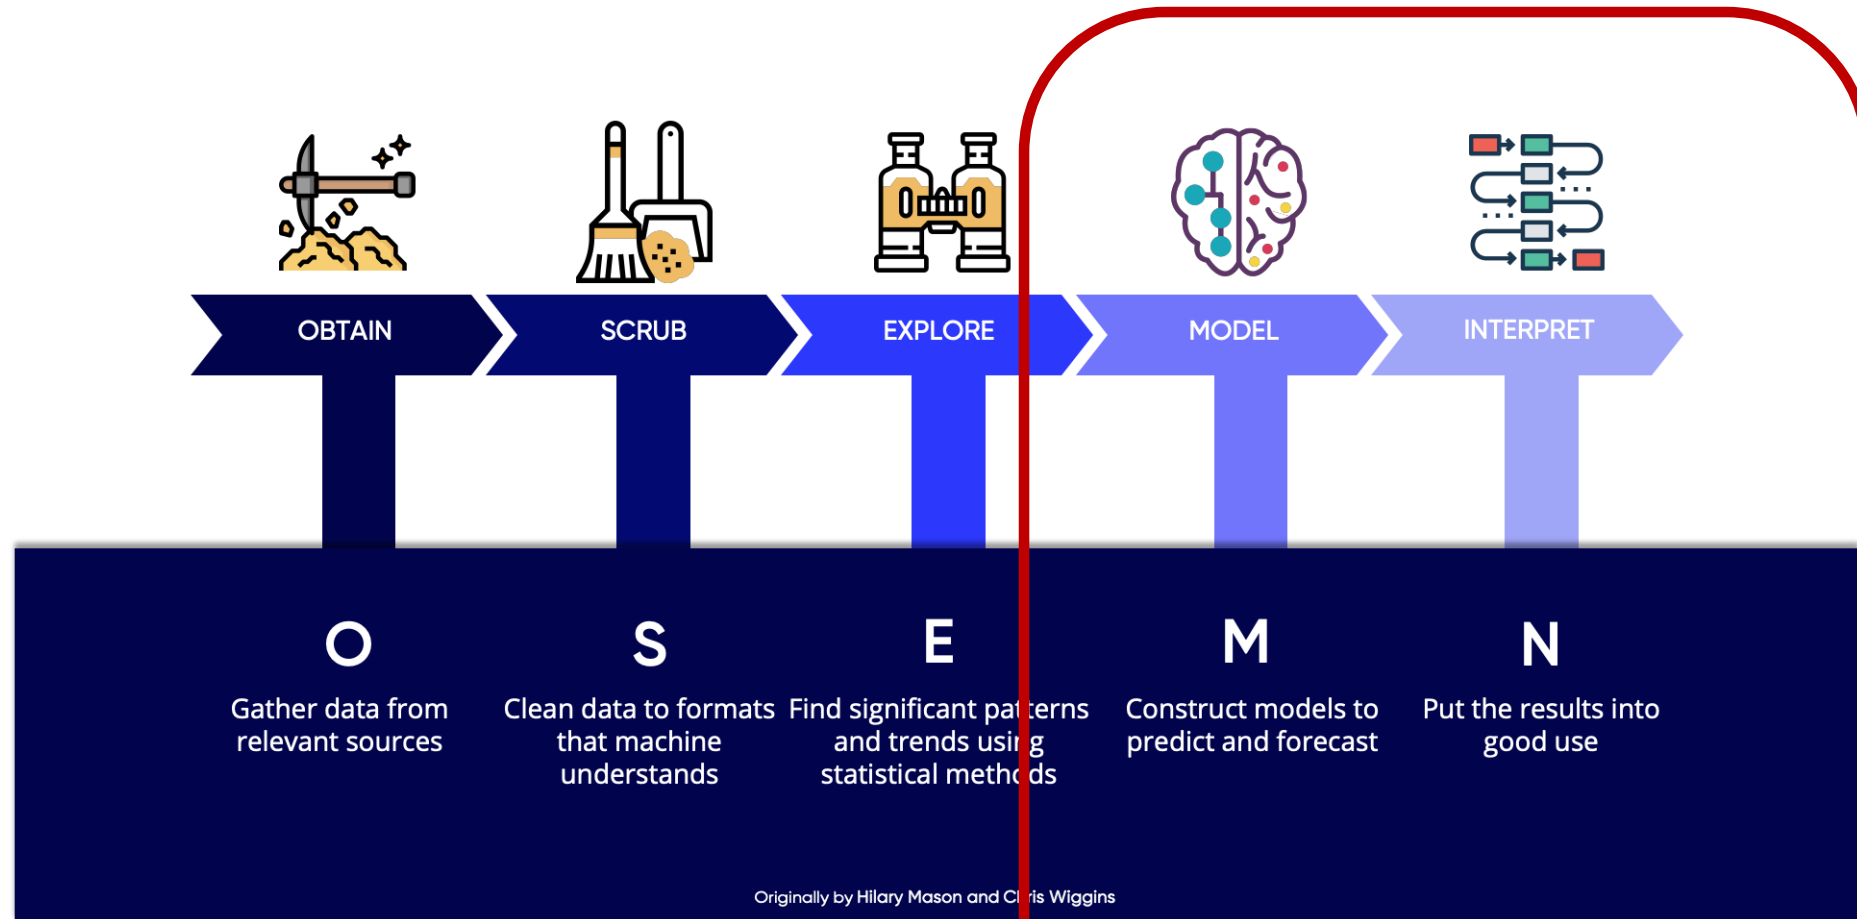 OBTAIN
SCRUB
EXPLORE
MODEL
INTERPRET
O
Gather data from
relevant sources
S
Clean data to formats
that machine
understands
E
Find significant patterns
and trends using
statistical methods
M
Construct models to
predict and forecast
N
Put the results into
good use
Originally by Hilary Mason and Chris Wiggins